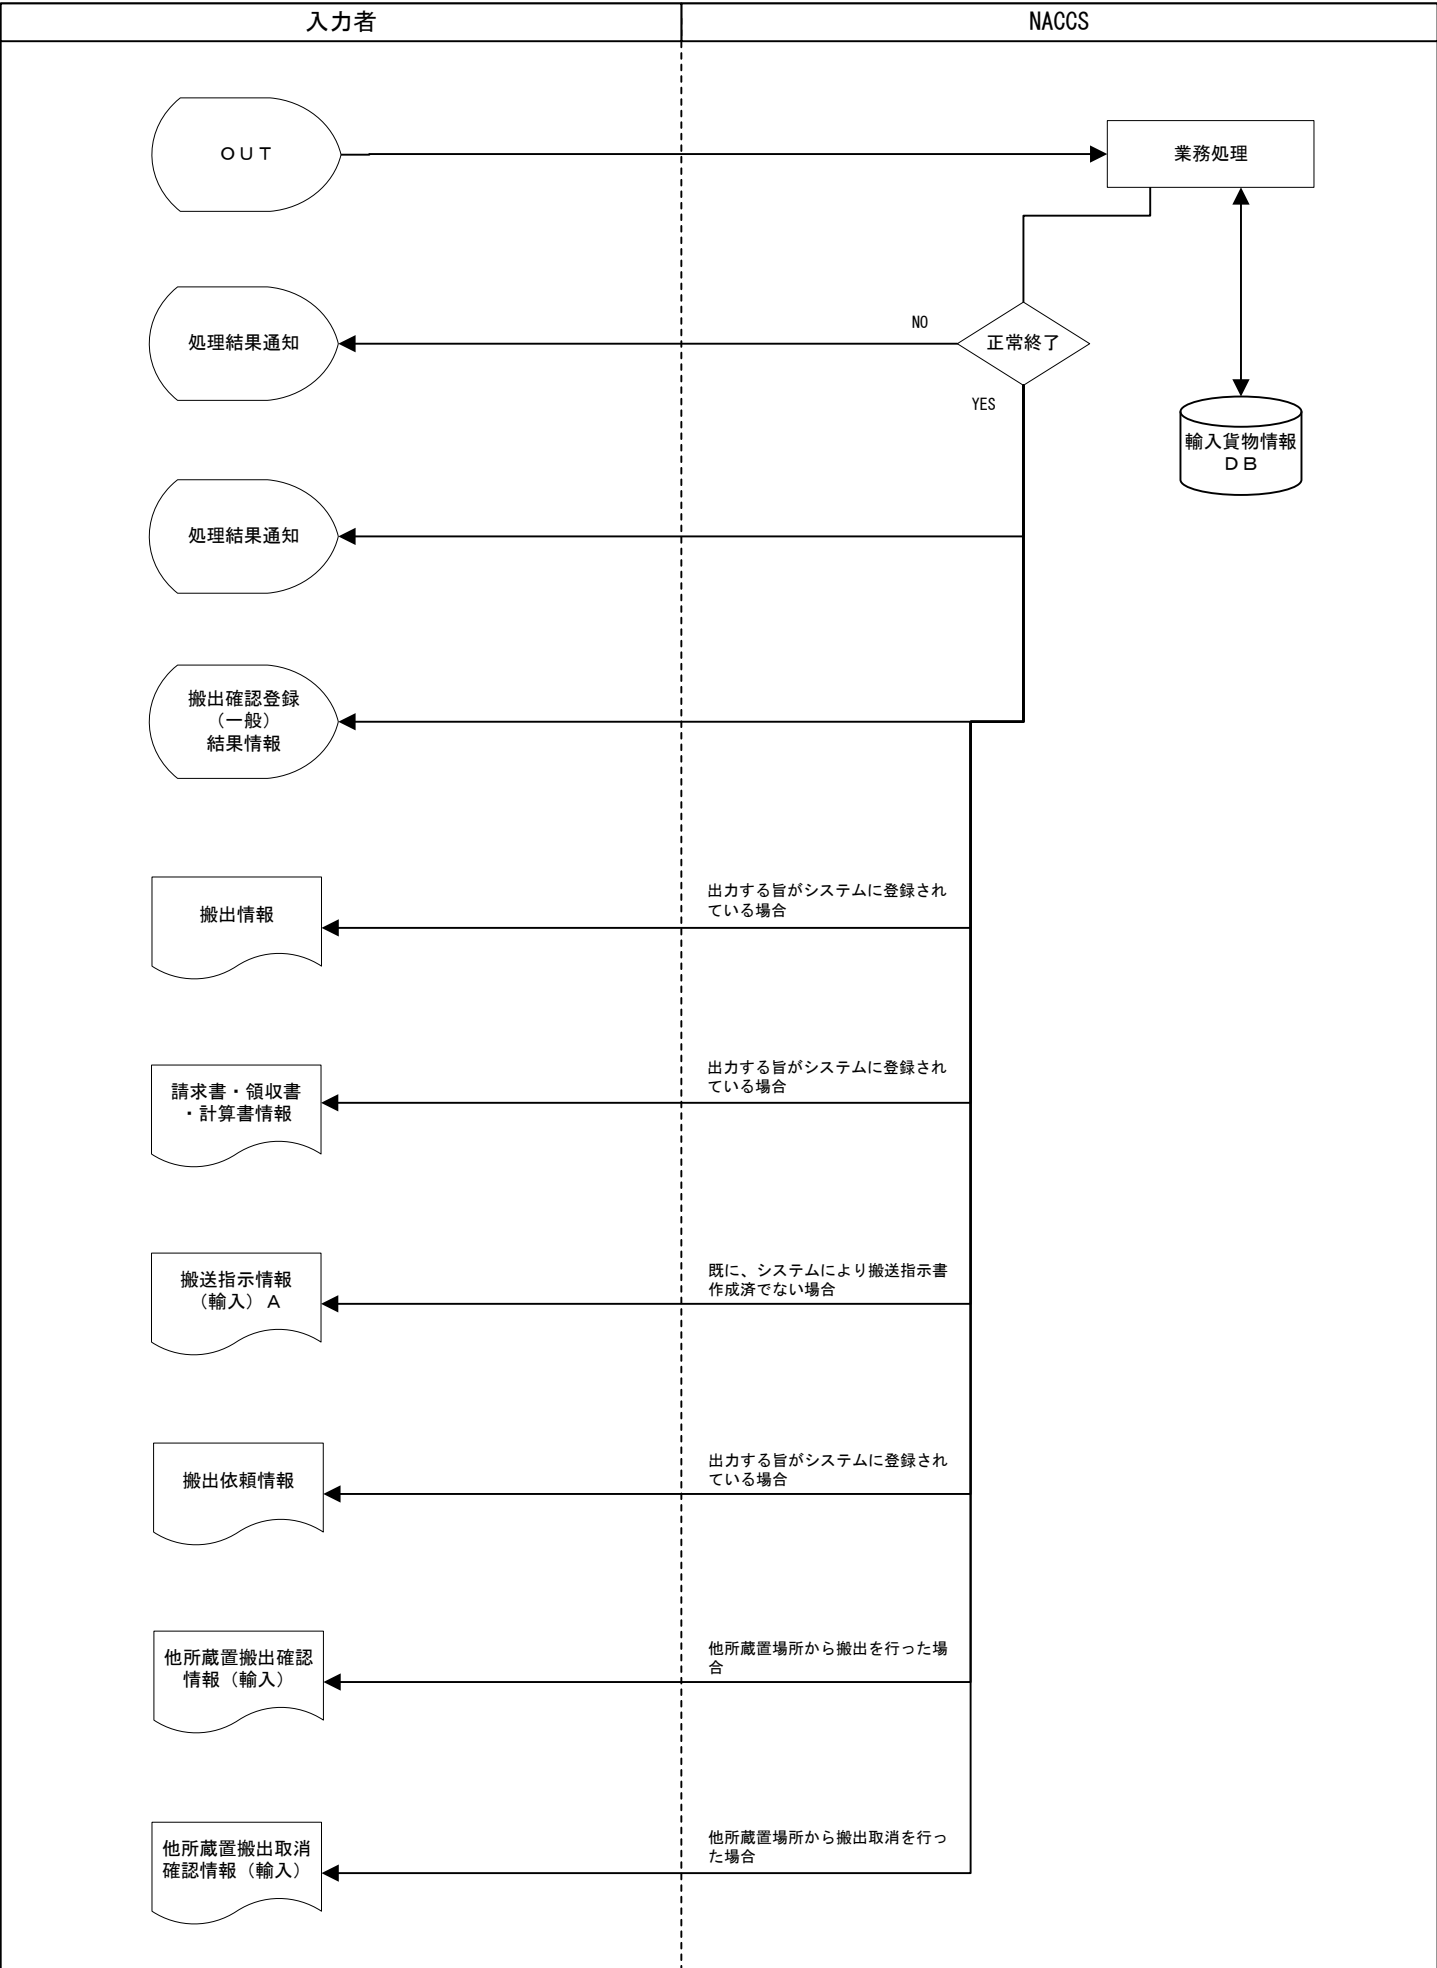 入力者
NACCS
ＯＵＴ
業務処理
処理結果通知
NO
正常終了
YES
輸入貨物情報
ＤＢ
処理結果通知
搬出確認登録
（一般）
結果情報
搬出情報
出力する旨がシステムに登録され
ている場合
請求書・領収書
・計算書情報
出力する旨がシステムに登録され
ている場合
搬送指示情報
（輸入）Ａ
既に、システムにより搬送指示書
作成済でない場合
搬出依頼情報
出力する旨がシステムに登録され
ている場合
他所蔵置搬出確認
情報（輸入）
他所蔵置場所から搬出を行った場
合
他所蔵置搬出取消
確認情報（輸入）
他所蔵置場所から搬出取消を行っ
た場合